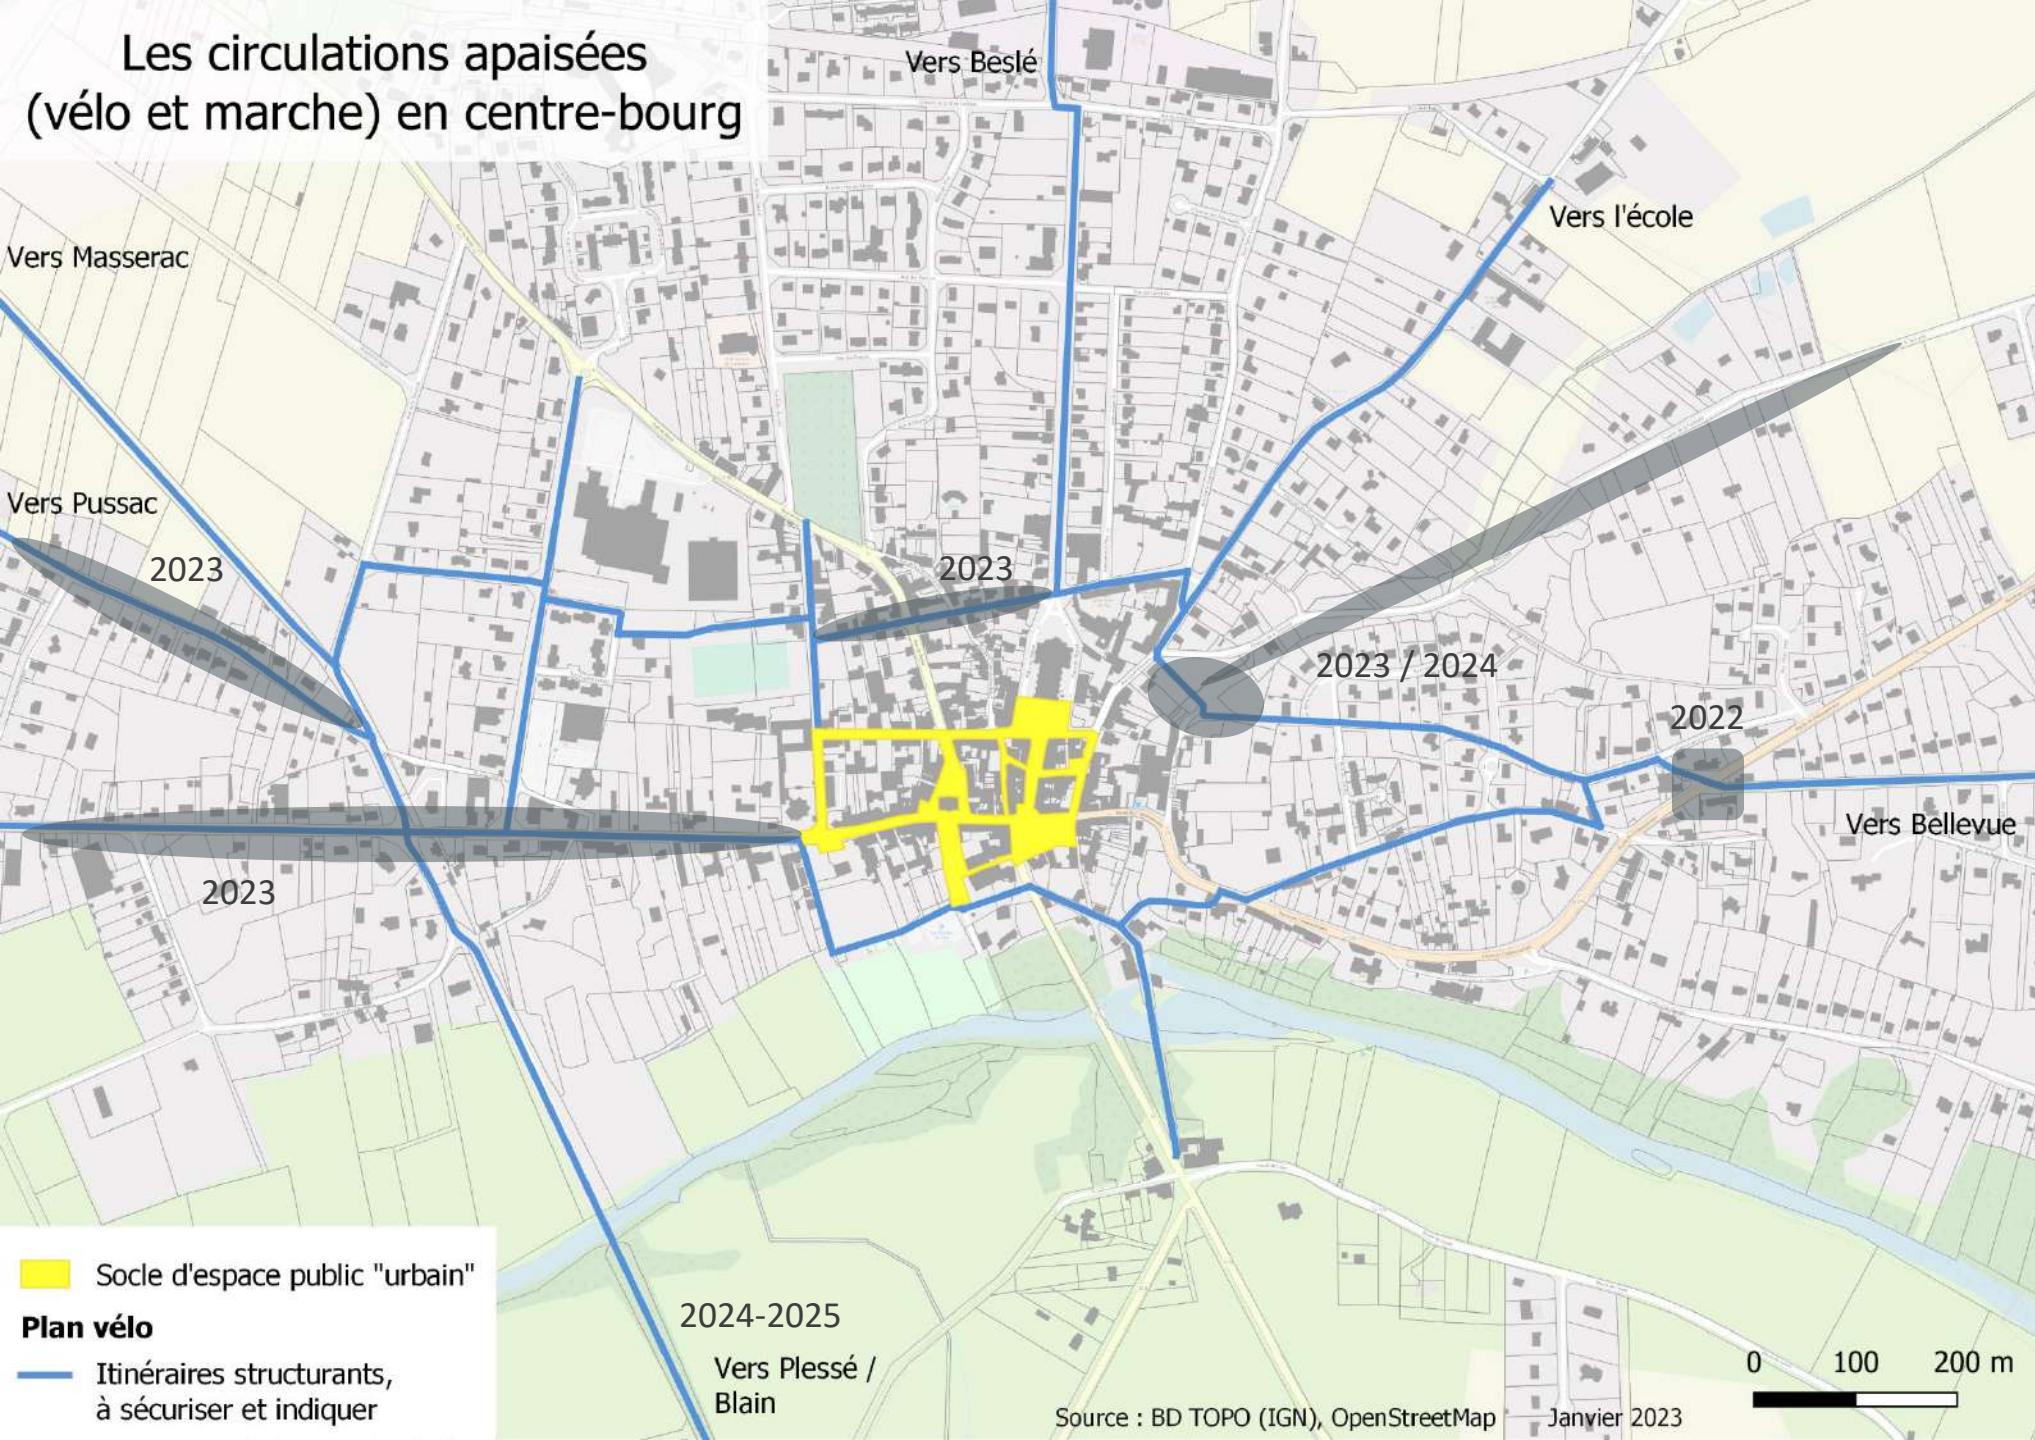 Les circulations apaisées
(vélo et marche) en centre-bourg
Vers Beslé
Vers l'école
Vers Masserac
Vers Pussac
2023
2023
2023 / 2024
2022
Vers Bellevue
2023
Socle d'espace public "urbain"
Plan vélo
Itinéraires structurants,
à sécuriser et indiquer
2024-2025
Vers Plessé /
Blain
0 100 200 m
Source : BD TOPO (IGN), OpenStreetMap Janvier 2023